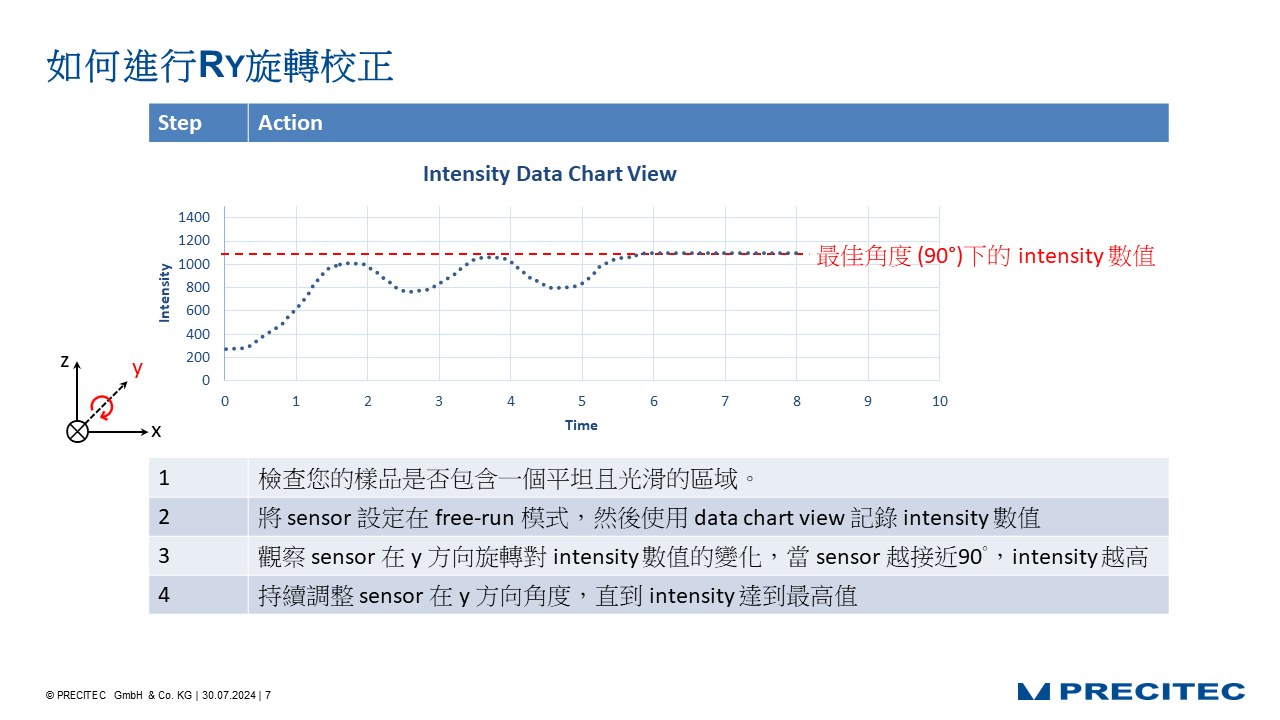 如何進行RY旋轉校正
Step Action
Intensity Data Chart View
1400
1200
1000
800
600
400
200
0
Intensity
最佳角度 (90°)下的 intensity 數值
0 1 2 3 4 5 6 7 8 9 10
Time
z
y
x
1 檢查您的樣品是否包含一個平坦且光滑的區域。
2 將 sensor 設定在 free-run 模式，然後使用 data chart view 記錄 intensity 數值
3 觀察 sensor 在 y 方向旋轉對 intensity 數值的變化，當 sensor 越接近90°，intensity 越高
4 持續調整 sensor 在 y 方向角度，直到 intensity 達到最高值
© PRECITEC GmbH & Co. KG | 30.07.2024 | 7
PRECITEC